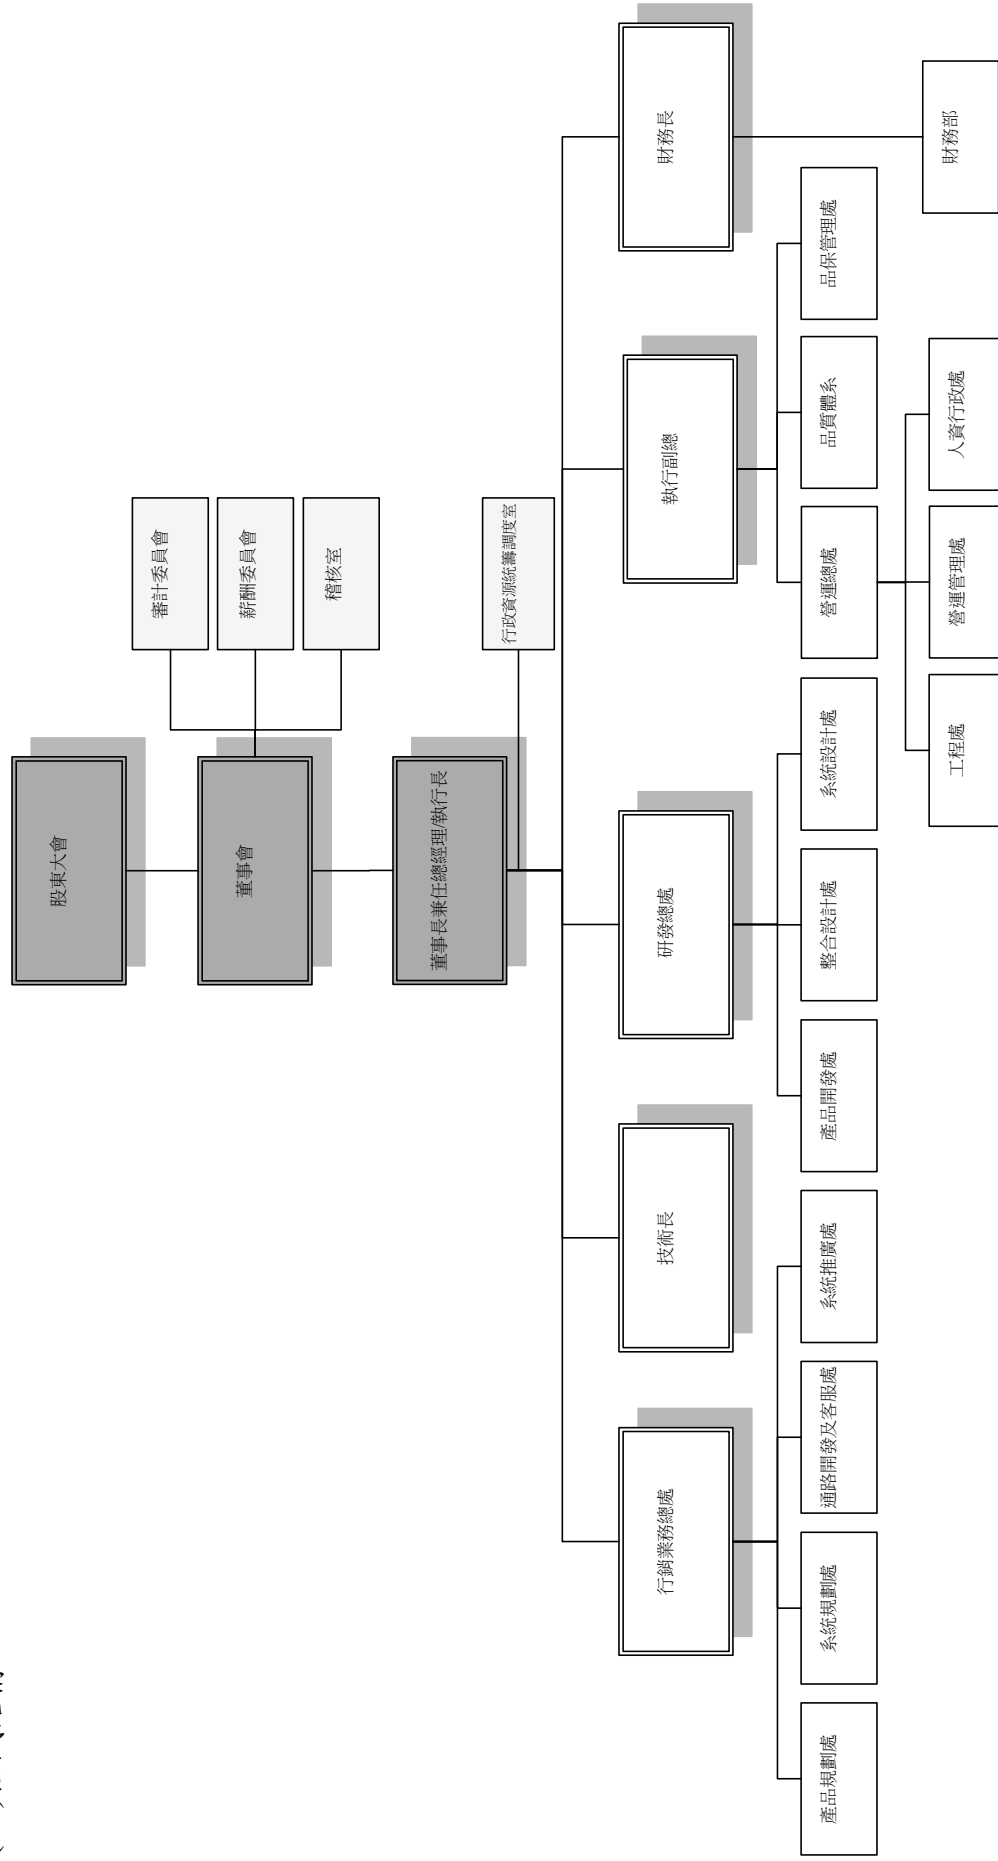 股東大會
董事會
審計委員會
薪酬委員會
稽核室
董事長兼任總經理/執行長
行政資源統籌調度室
行銷業務總處
技術長
研發總處
執行副總
財務長
產品規劃處
系統規劃處
通路開發及客服處
系統推廣處
產品開發處
整合設計處
系統設計處
營運總處
品質體系
品保管理處
工程處
營運管理處
人資行政處
財務部